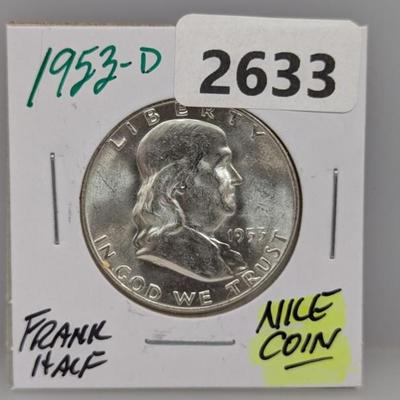 1953-D
2633
LIBERTY
1953
IN GOD WE TRUST
FRANK
HALF
NICE
COIN